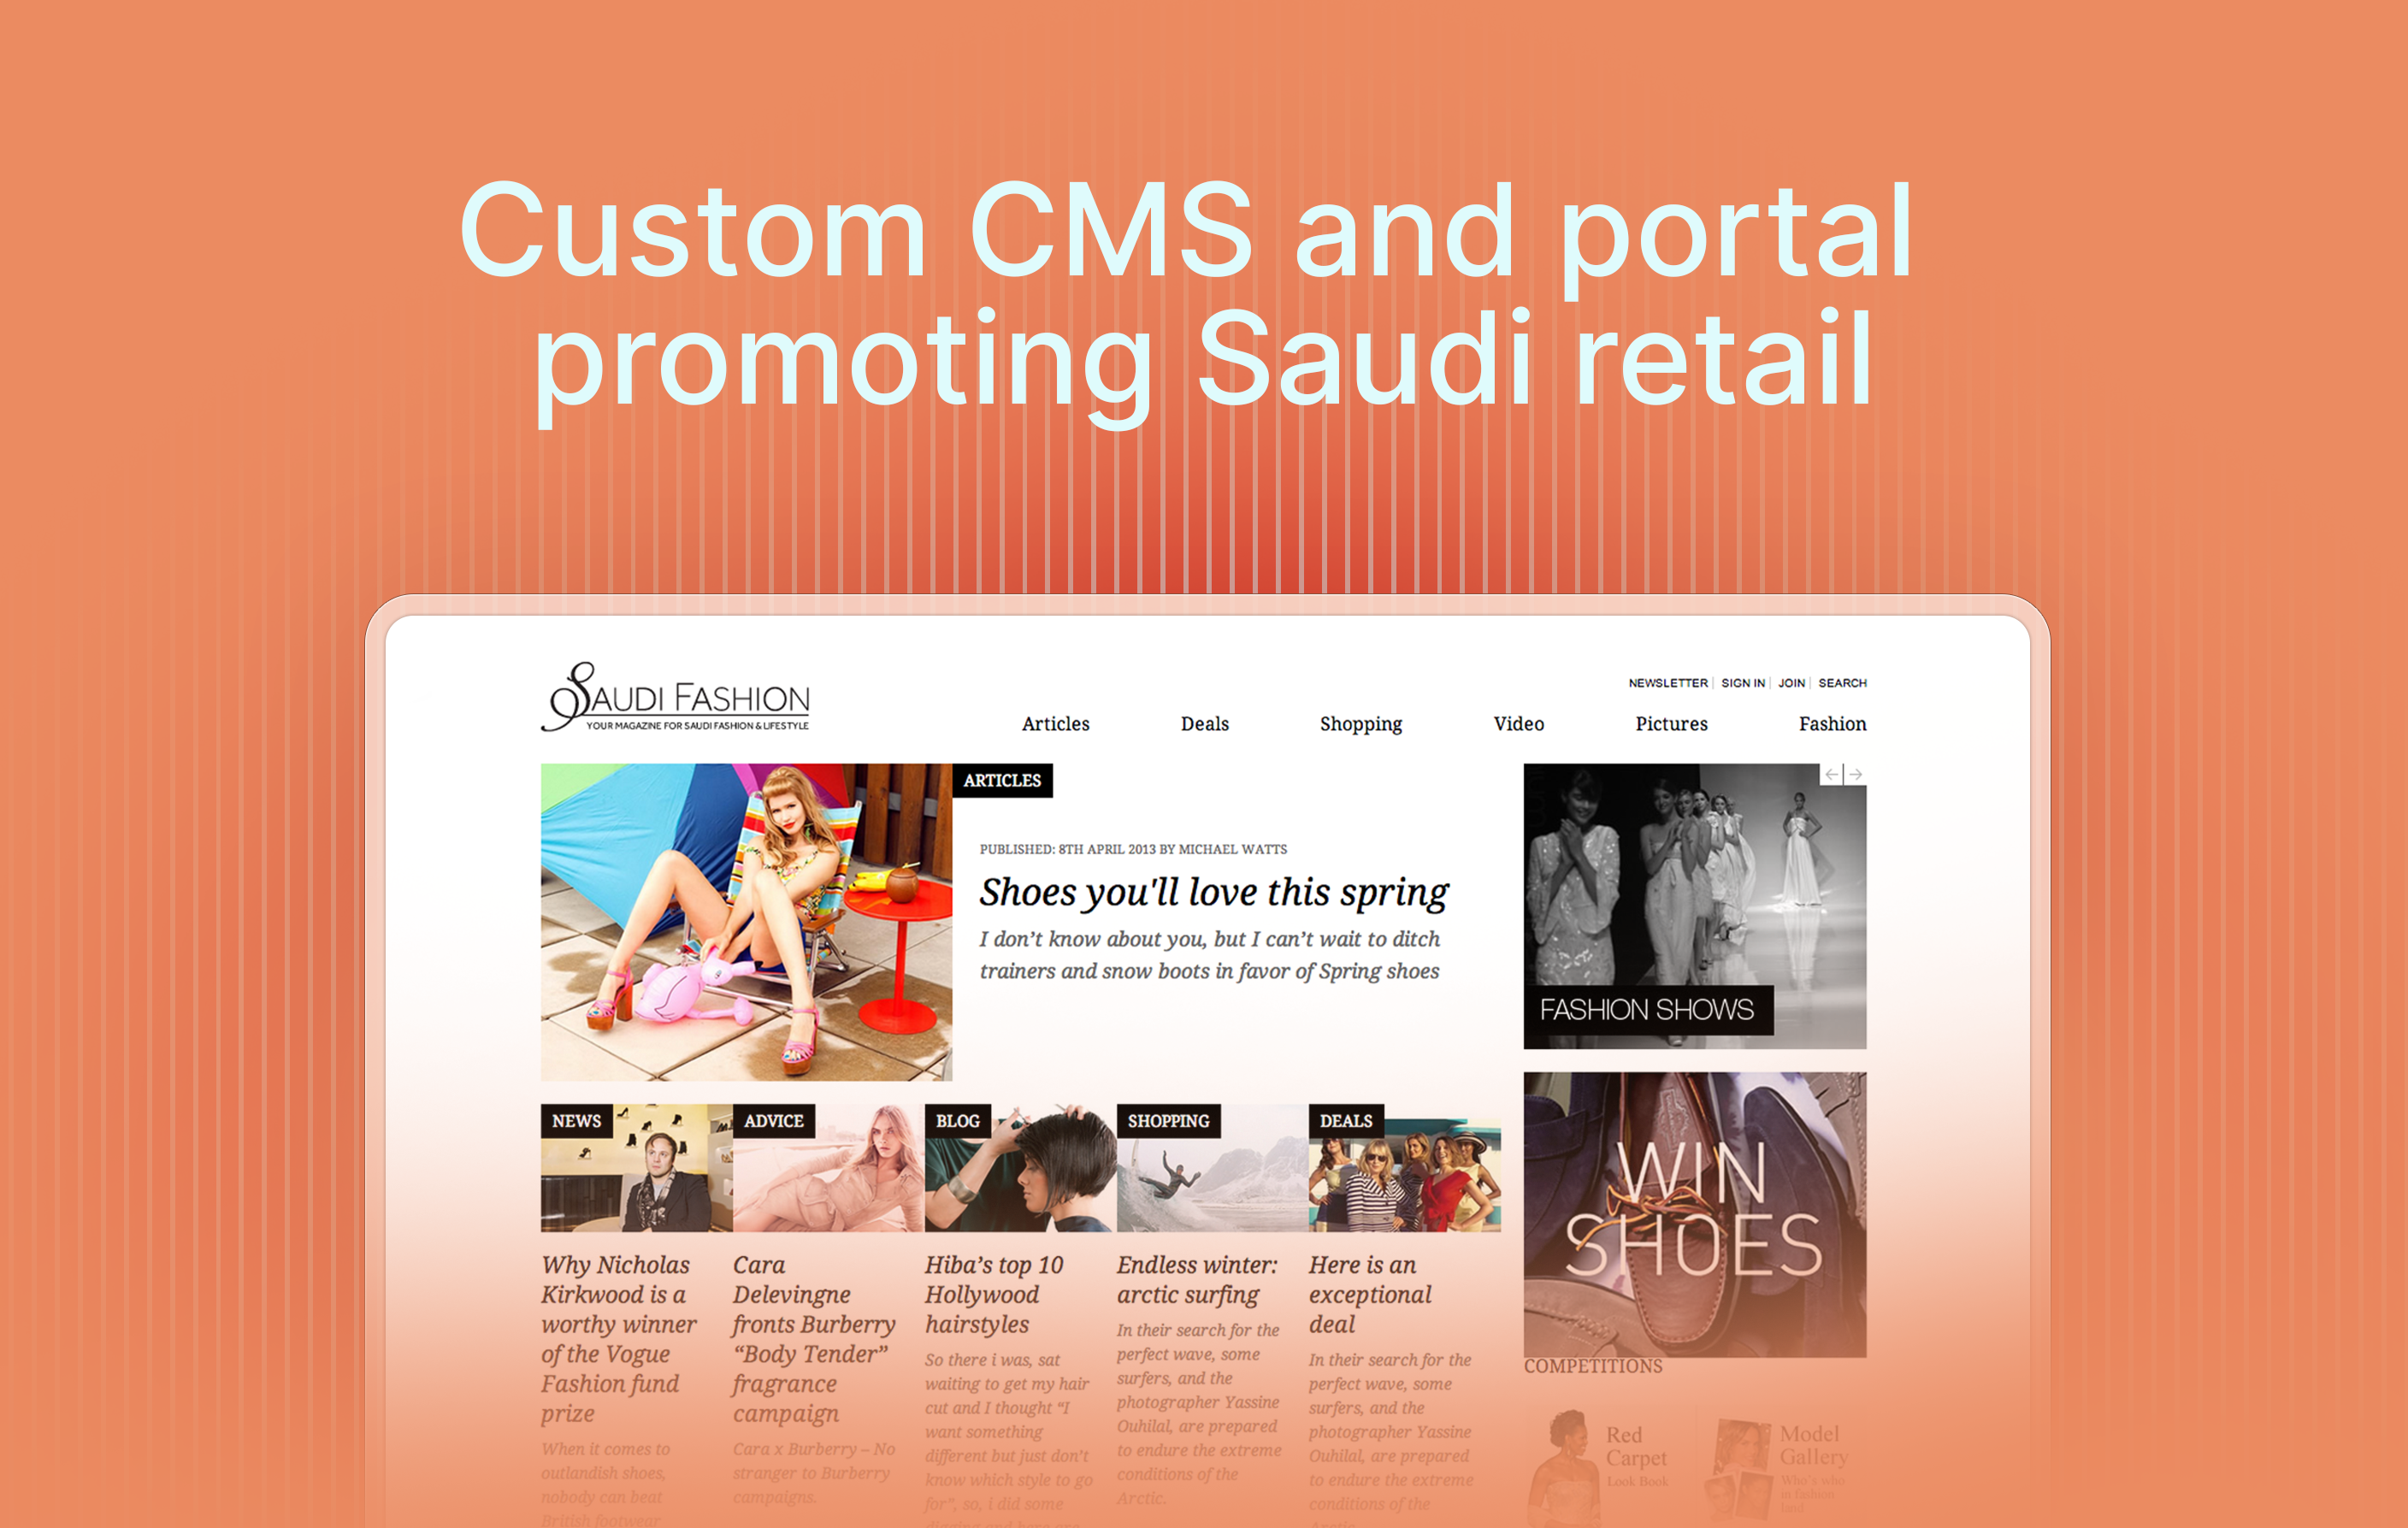 Custom CMS and portal
promoting Saudi retail
SAUDI FASHION
YOUR MAGAZINE FOR SAUDI FASHION & LIFESTYLE
NEWSLETTER SIGN IN JOIN SEARCH
Articles Deals Shopping Video Pictures Fashion
ARTICLES
PUBLISHED: 8TH APRIL 2013 BY MICHAEL WATTS
Shoes you'll love this spring
I don’t know about you, but I can’t wait to ditch
trainers and snow boots in favor of Spring shoes
FASHION SHOWS
NEWS
Why Nicholas
Kirkwood is a
worthy winner
of the Vogue
Fashion fund
prize
When it comes to
outlandish shoes,
nobody can beat
British footwear
ADVICE
Cara
Delevingne
fronts Burberry
“Body Tender”
fragrance
campaign
Cara x Burberry – No
stranger to Burberry
campaigns.
BLOG
Hiba’s top 10
Hollywood
hairstyles
So there i was, sat
waiting to get my hair
cut and I thought “I
want something
different but just don’t
know which style to go
for”, so, i did some
digging and here are
SHOPPING
Endless winter:
arctic surfing
In their search for the
perfect wave, some
surfers, and the
photographer Yassine
Ouhilal, are prepared
to endure the extreme
conditions of the
Arctic.
DEALS
Here is an
exceptional
deal
In their search for the
perfect wave, some
surfers, and the
photographer Yassine
Ouhilal, are prepared
to endure the extreme
conditions of the
Arctic.
WIN
SHOES
COMPETITIONS
Red
Carpet
Look Book
Model
Gallery
Who's who
in fashion
land